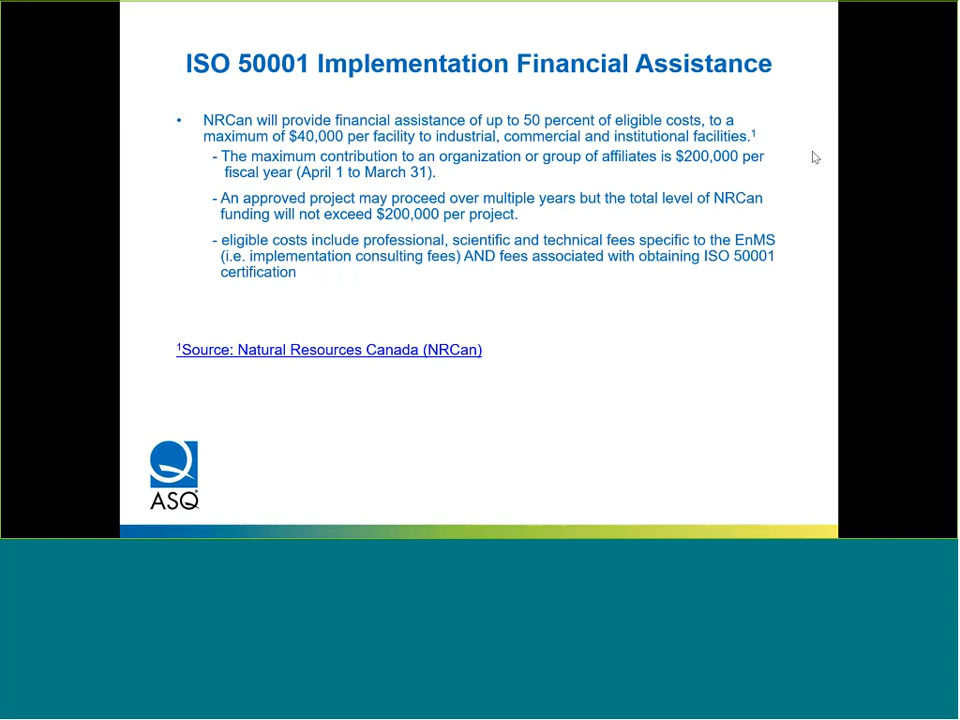 ISO 50001 Implementation Financial Assistance
• NRCan will provide financial assistance of up to 50 percent of eligible costs, to a
maximum of $40,000 per facility to industrial, commercial and institutional facilities.¹
- The maximum contribution to an organization or group of affiliates is $200,000 per
fiscal year (April 1 to March 31).
- An approved project may proceed over multiple years but the total level of NRCan
funding will not exceed $200,000 per project.
- eligible costs include professional, scientific and technical fees specific to the EnMS
(i.e. implementation consulting fees) AND fees associated with obtaining ISO 50001
certification
¹Source: Natural Resources Canada (NRCan)
ASQ